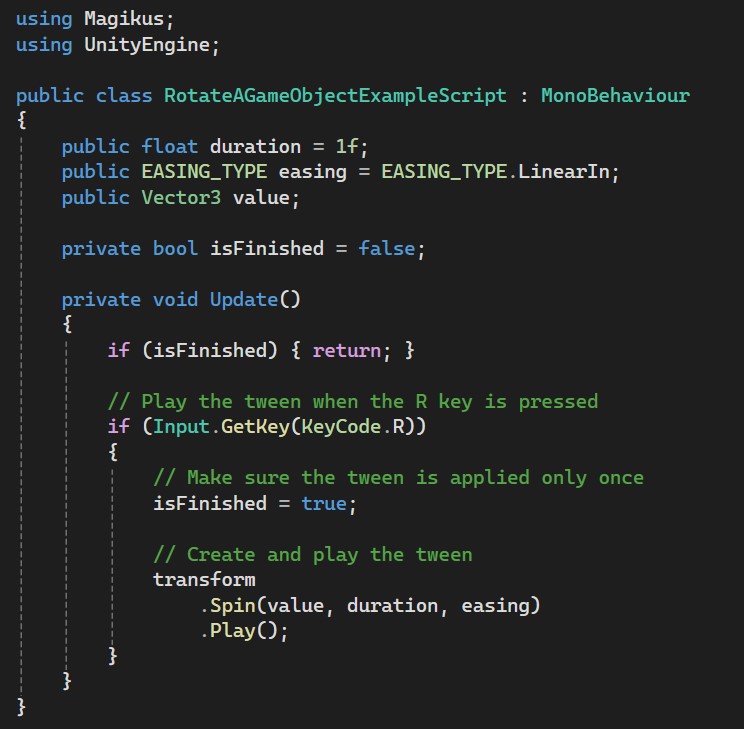 using Magikus;
using UnityEngine;

public class RotateAGameObjectExampleScript : MonoBehaviour
{
    public float duration = 1f;
    public EASING_TYPE easing = EASING_TYPE.LinearIn;
    public Vector3 value;

    private bool isFinished = false;

    private void Update()
    {
        if (isFinished) { return; }

        // Play the tween when the R key is pressed
        if (Input.GetKey(KeyCode.R))
        {
            // Make sure the tween is applied only once
            isFinished = true;

            // Create and play the tween
            transform
                .Spin(value, duration, easing)
                .Play();
        }
    }
}